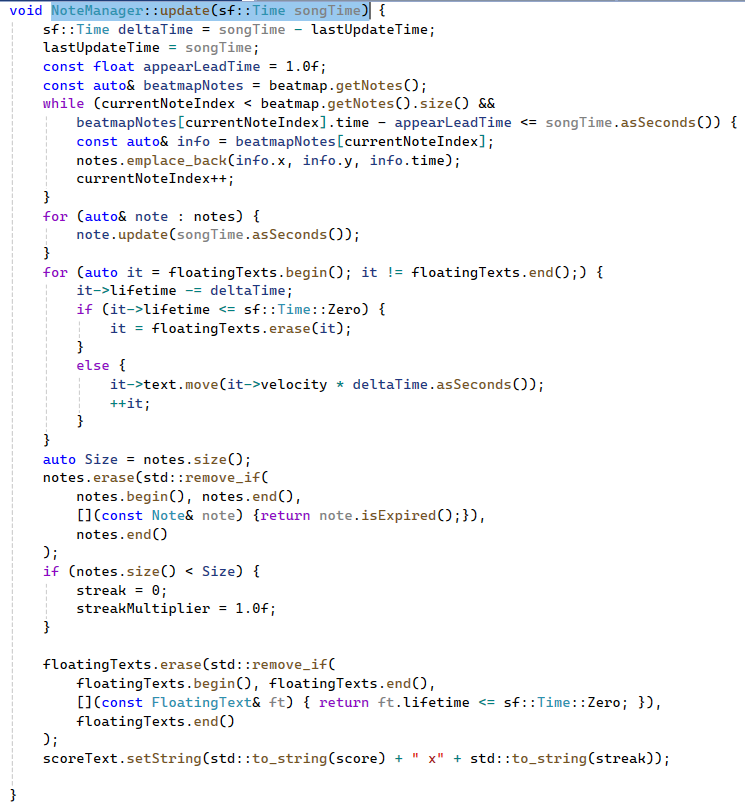 void NoteManager::update(sf::Time songTime) {
    sf::Time deltaTime = songTime - lastUpdateTime;
    lastUpdateTime = songTime;
    const float appearLeadTime = 1.0f;
    const auto& beatmapNotes = beatmap.getNotes();
    while (currentNoteIndex < beatmap.getNotes().size() &&
        beatmapNotes[currentNoteIndex].time - appearLeadTime <= songTime.asSeconds()) {
        const auto& info = beatmapNotes[currentNoteIndex];
        notes.emplace_back(info.x, info.y, info.time);
        currentNoteIndex++;
    }
    for (auto& note : notes) {
        note.update(songTime.asSeconds());
    }
    for (auto it = floatingTexts.begin(); it != floatingTexts.end();) {
        it->lifetime -= deltaTime;
        if (it->lifetime <= sf::Time::Zero) {
            it = floatingTexts.erase(it);
        }
        else {
            it->text.move(it->velocity * deltaTime.asSeconds());
            ++it;
        }
    }
    auto Size = notes.size();
    notes.erase(std::remove_if(
        notes.begin(), notes.end(),
        [](const Note& note) {return note.isExpired();}),
        notes.end()
    );
    if (notes.size() < Size) {
        streak = 0;
        streakMultiplier = 1.0f;
    }
    floatingTexts.erase(std::remove_if(
        floatingTexts.begin(), floatingTexts.end(),
        [](const FloatingText& ft) { return ft.lifetime <= sf::Time::Zero; }),
        floatingTexts.end()
    );
    scoreText.setString(std::to_string(score) + " x" + std::to_string(streak));
}